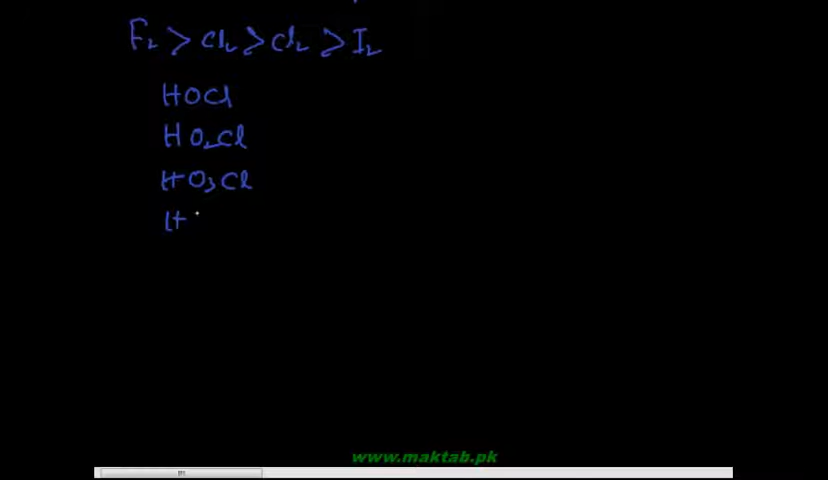 F₂ > Cl₂ > Cl₂ > I₂
HOCl
HO₂Cl
HO₃Cl
H
www.maktab.pk